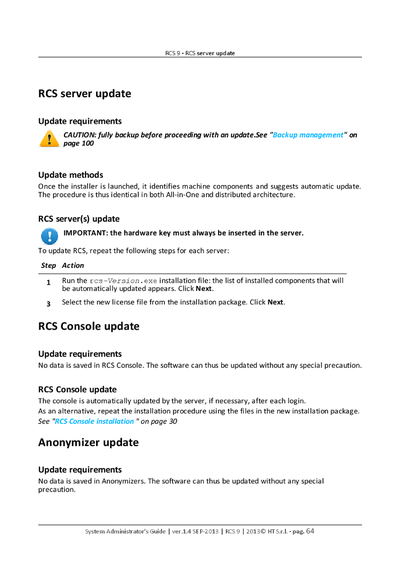 RCS 9 - RCS server update
RCS server update
Update requirements
CAUTION: fully backup before proceeding with an update.See "Backup management" on
page 100
Update methods
Once the installer is launched, it identifies machine components and suggests automatic update.
The procedure is thus identical in both All-in-One and distributed architecture.
RCS server(s) update
IMPORTANT: the hardware key must always be inserted in the server.
To update RCS, repeat the following steps for each server:
Step Action
1 Run the rcs-Version.exe installation file: the list of installed components that will
be automatically updated appears. Click Next.
3 Select the new license file from the installation package. Click Next.
RCS Console update
Update requirements
No data is saved in RCS Console. The software can thus be updated without any special precaution.
RCS Console update
The console is automatically updated by the server, if necessary, after each login.
As an alternative, repeat the installation procedure using the files in the new installation package.
See "RCS Console installation " on page 30
Anonymizer update
Update requirements
No data is saved in Anonymizers. The software can thus be updated without any special
precaution.
System Administrator's Guide | ver.1.4 SEP-2013 | RCS 9 | 2013© HT S.r.l. - pag. 64